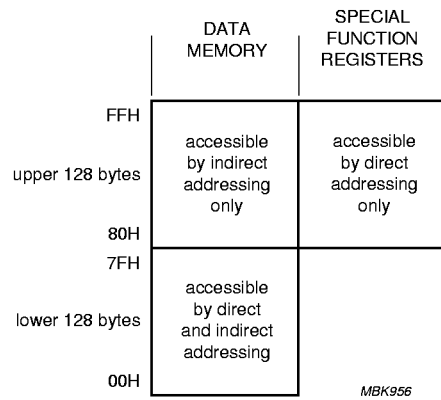 DATA
MEMORY
SPECIAL
FUNCTION
REGISTERS
FFH
upper 128 bytes
80H
accessible
by indirect
addressing
only
accessible
by direct
addressing
only
7FH
lower 128 bytes
00H
accessible
by direct
and indirect
addressing
MBK956